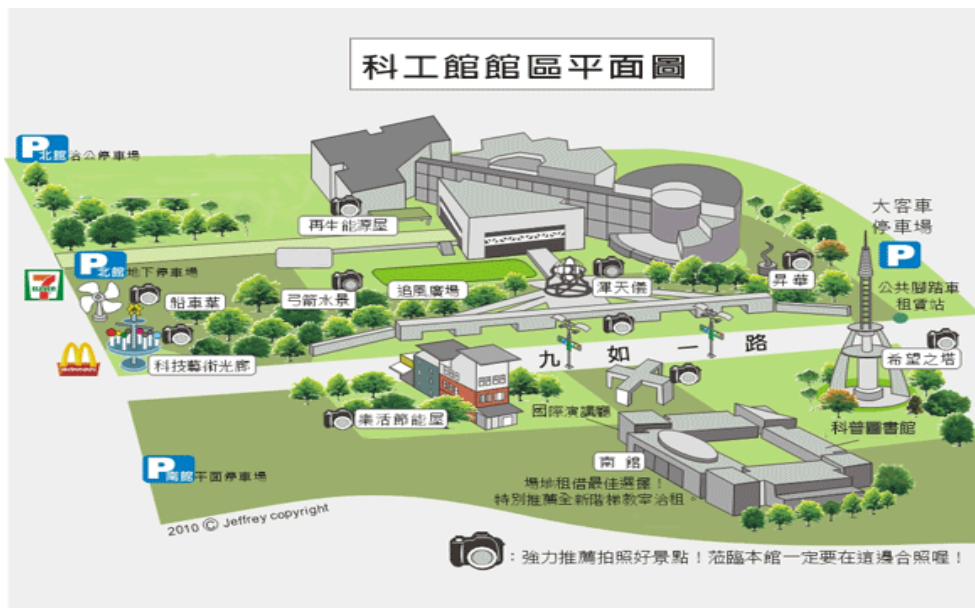 科工館館區平面圖
P
北館洽公停車場
再生能源屋
大客車
停車場
P
P
北館地下停車場
7
ELEVEN
船車葉
弓箭水景
追風廣場
渾天儀
昇華
公共腳踏車
租賃站
M
科技藝術光廊
九如一路
希望之塔
樂活節能屋
國際演講廳
科普圖書館
P
南館平面停車場
南館
場地租借最佳選擇!
特別推薦全新階梯教室洽租。
2010 © Jeffrey copyright
:強力推薦拍照好景點!蒞臨本館一定要在這邊合照喔!